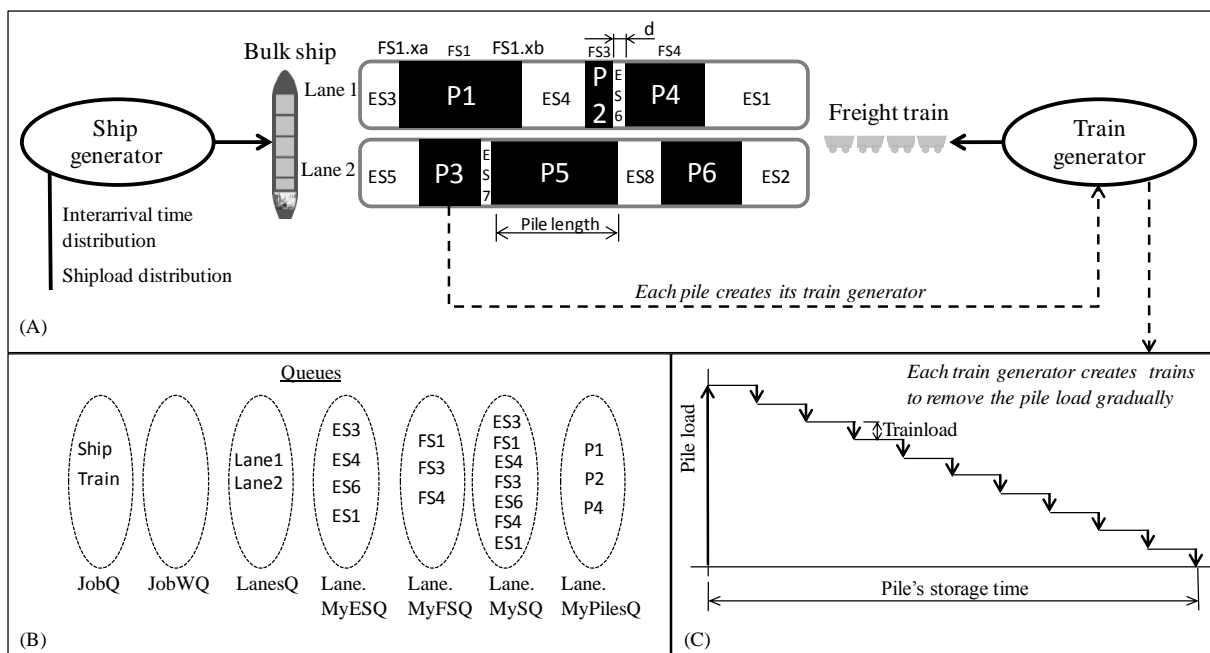 FS1.xa
FS1
FS1.xb
FS3
d
FS4
Bulk ship
Lane 1
ES3
P1
ES4
P
2
E
S
6
P4
ES1
Freight train
Ship
generator
Train
generator
Lane 2
ES5
P3
E
S
7
P5
ES8
P6
ES2
Pile length
Interarrival time
distribution
Shipload distribution
Each pile creates its train generator
(A)
Queues
Ship
Train
Lane1
Lane2
ES3
ES4
ES6
ES1
FS1
FS3
FS4
ES3
FS1
ES4
FS3
ES6
FS4
ES1
P1
P2
P4
JobQ
JobWQ
LanesQ
Lane.
MyESQ
Lane.
MyFSQ
Lane.
MySQ
Lane.
MyPilesQ
(B)
Each train generator creates trains
to remove the pile load gradually
Trainload
Pile load
Pile's storage time
(C)